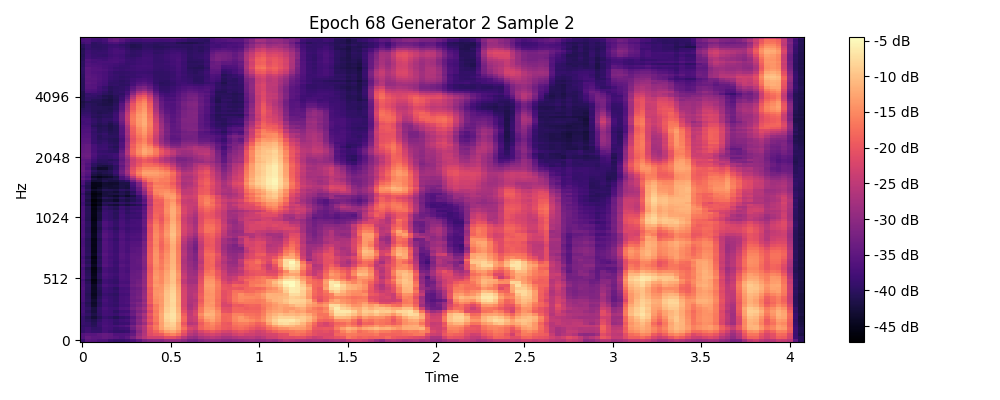 Epoch 68 Generator 2 Sample 2
Hz
4096
2048
1024
512
0
0
0.5
1
1.5
2
2.5
3
3.5
4
Time
-5 dB
-10 dB
-15 dB
-20 dB
-25 dB
-30 dB
-35 dB
-40 dB
-45 dB